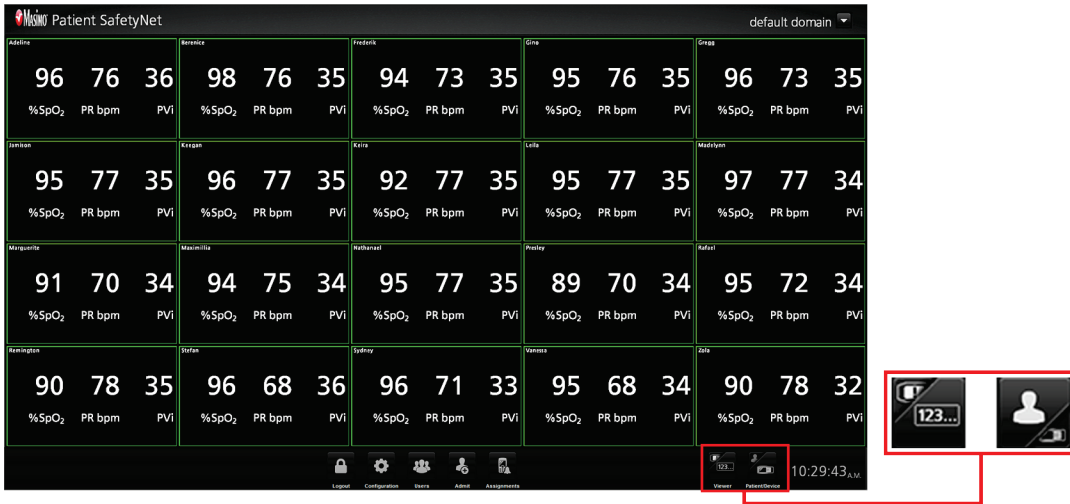 Masimo Patient SafetyNet
default domain
Adeline Berenice Frederik Gino Gregg
96 76 36 98 76 35 94 73 35 95 76 35 96 73 35
%SpO2 PR bpm PVi %SpO2 PR bpm PVi %SpO2 PR bpm PVi %SpO2 PR bpm PVi %SpO2 PR bpm PVi
Jamison Keegan Keira Leila Madelynn
95 77 35 96 77 35 92 77 35 95 77 35 97 77 34
%SpO2 PR bpm PVi %SpO2 PR bpm PVi %SpO2 PR bpm PVi %SpO2 PR bpm PVi %SpO2 PR bpm PVi
Marguerite Maximillia Nathanael Presley Rafael
91 70 34 94 75 34 95 77 35 89 70 34 95 72 34
%SpO2 PR bpm PVi %SpO2 PR bpm PVi %SpO2 PR bpm PVi %SpO2 PR bpm PVi %SpO2 PR bpm PVi
Remington Stefan Sydney Vanessa Zola
90 78 35 96 68 36 96 71 33 95 68 34 90 78 32
%SpO2 PR bpm PVi %SpO2 PR bpm PVi %SpO2 PR bpm PVi %SpO2 PR bpm PVi %SpO2 PR bpm PVi
123...
123...
10:29:43 A.M.
Logout Configuration Users Admit Assignments Viewer Patient/Device